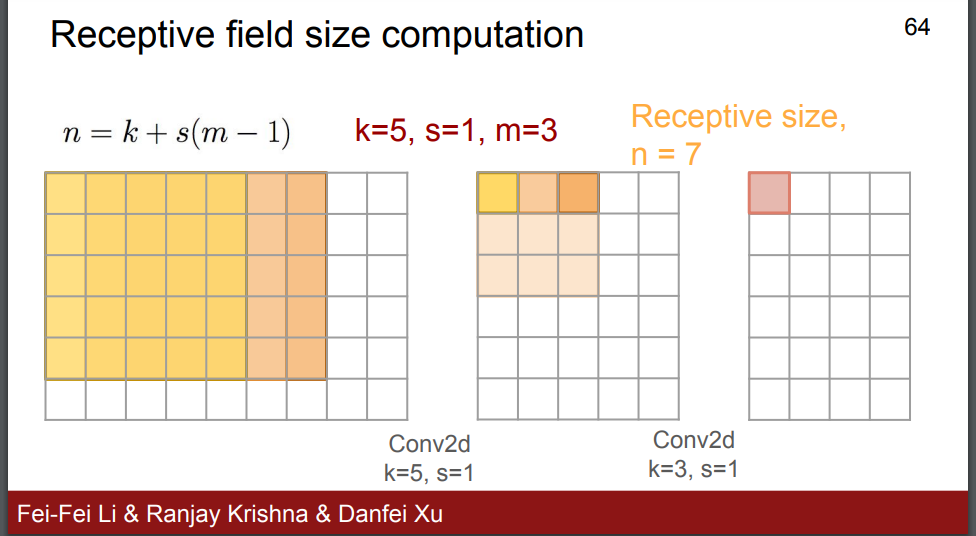 Receptive field size computation
64
n = k + s(m − 1)
k=5, s=1, m=3
Receptive size,
n = 7
Conv2d
k=5, s=1
Conv2d
k=3, s=1
Fei-Fei Li & Ranjay Krishna & Danfei Xu